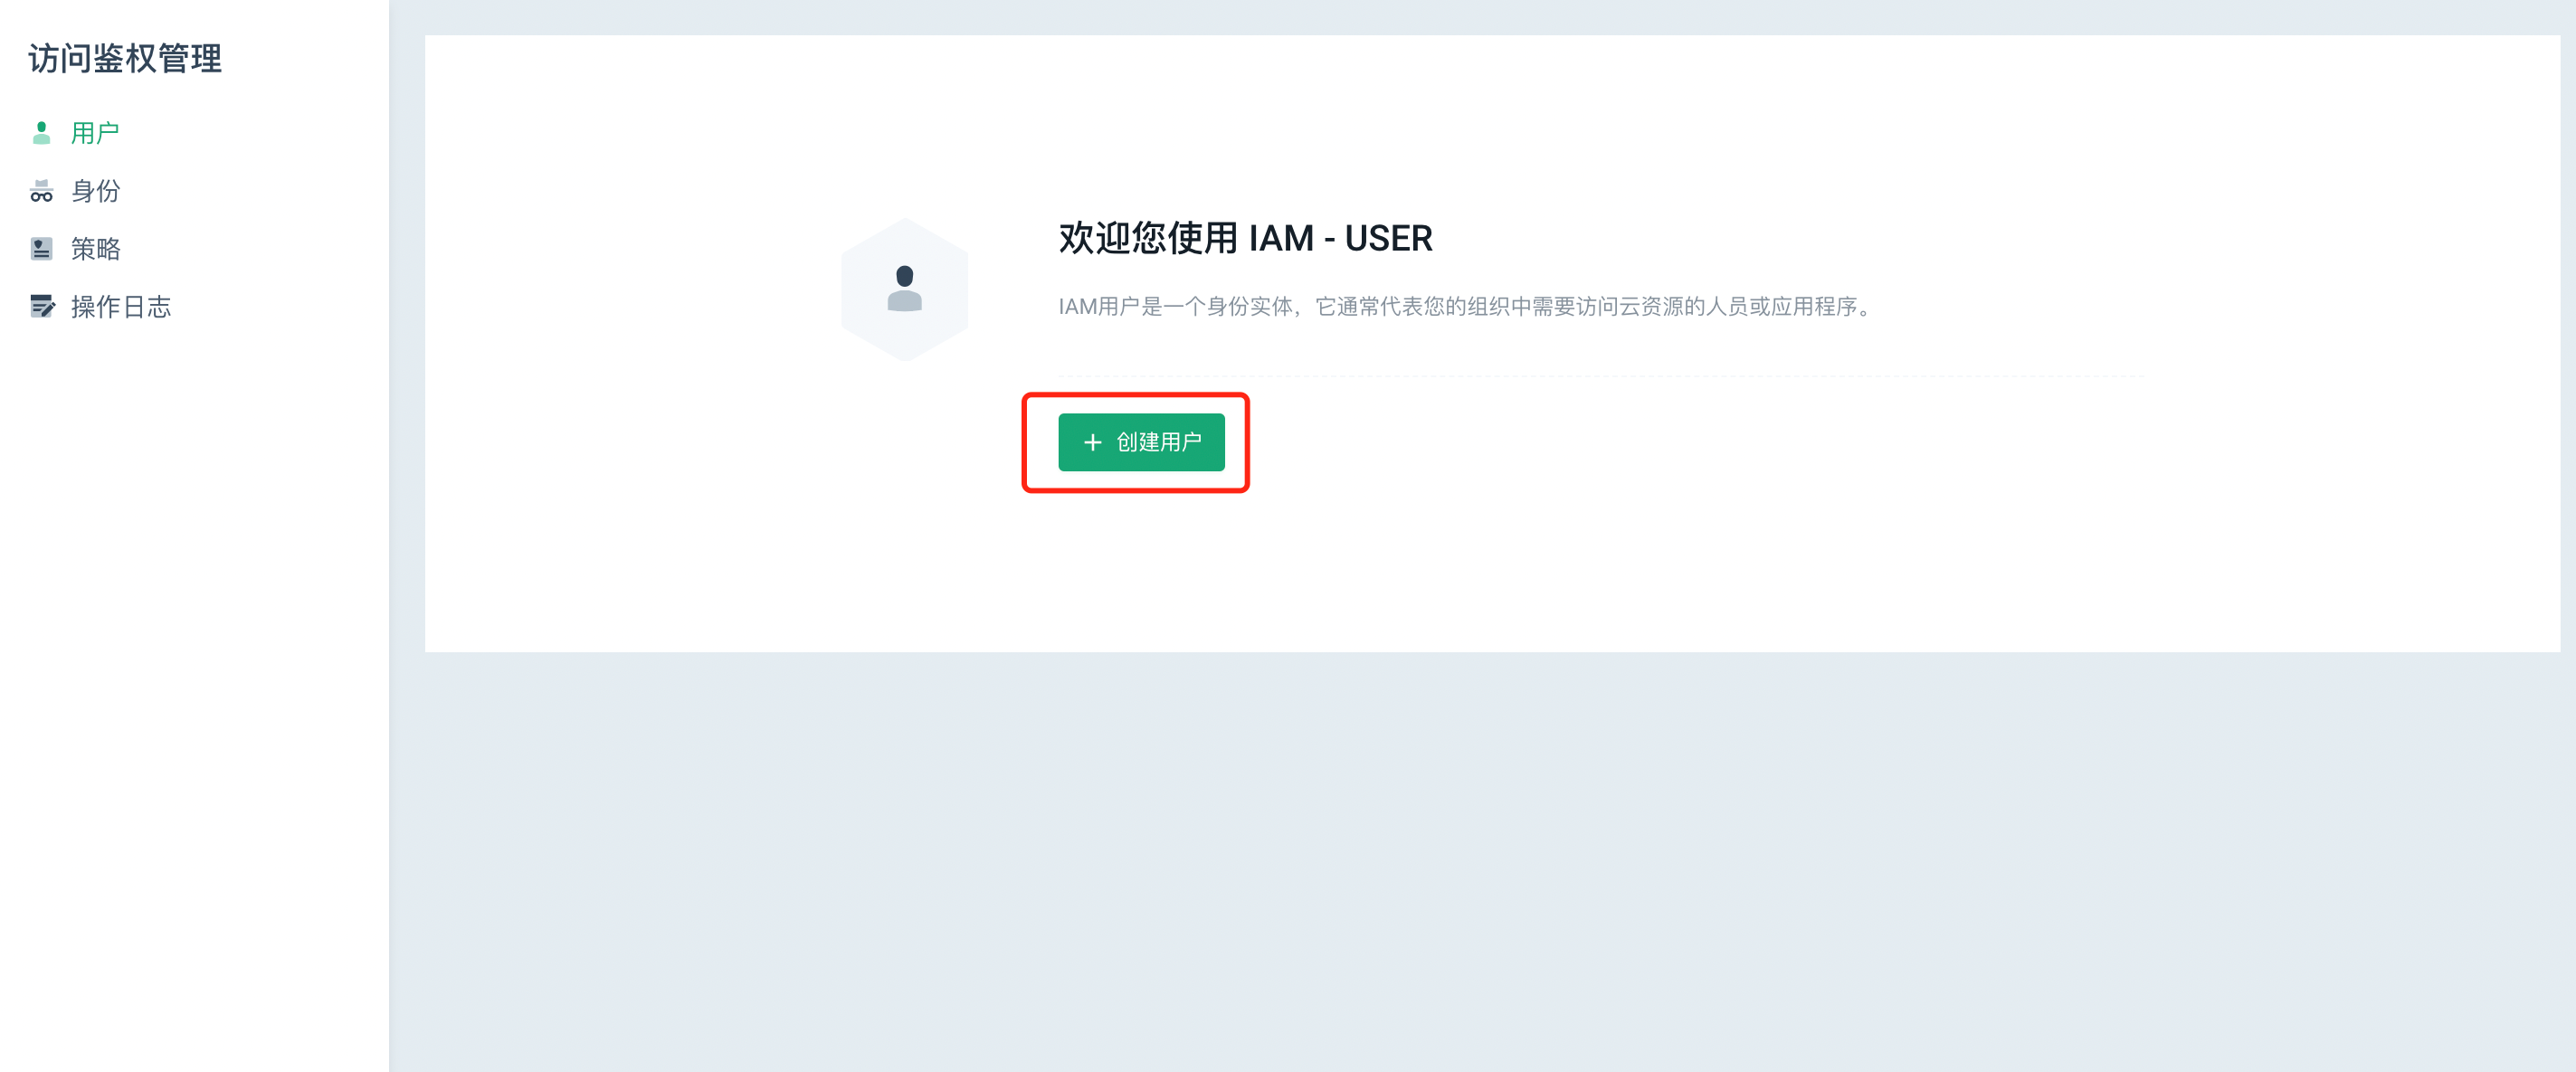 访问鉴权管理
用户
身份
策略
操作日志
欢迎您使用 IAM - USER
IAM用户是一个身份实体，它通常代表您的组织中需要访问云资源的人员或应用程序。
+ 创建用户